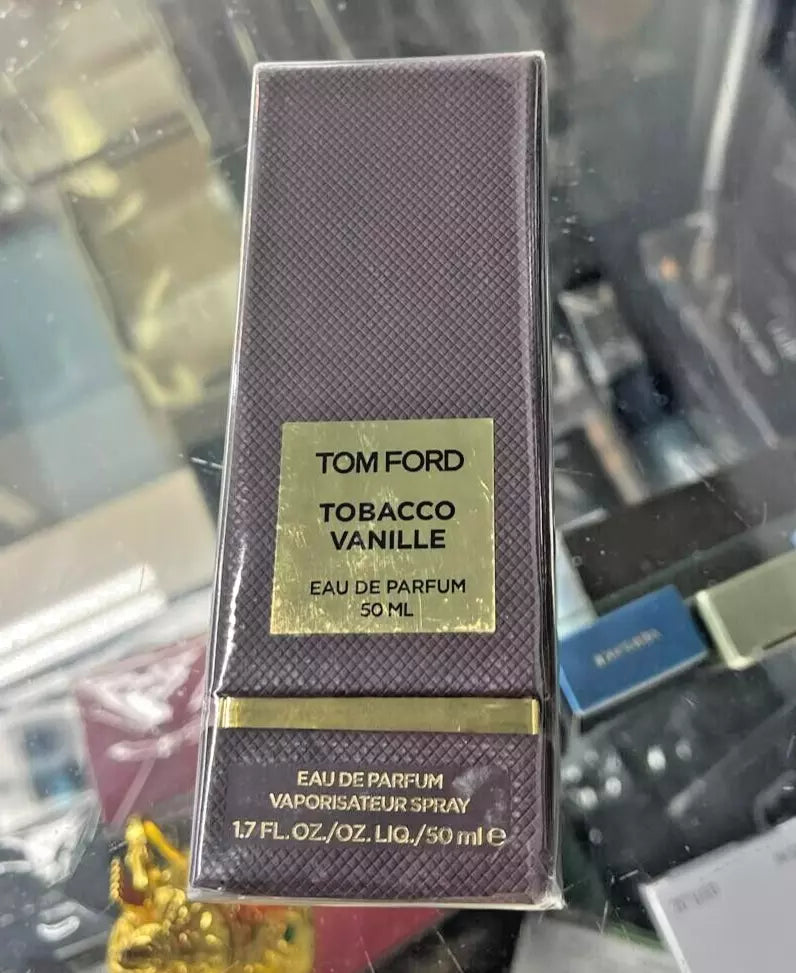 TOM FORD
TOBACCO
VANILLE
EAU DE PARFUM
50 ML
EAU DE PARFUM
VAPORISATEUR SPRAY
1.7 FL.OZ./OZ. LIQ./50 ml ℮